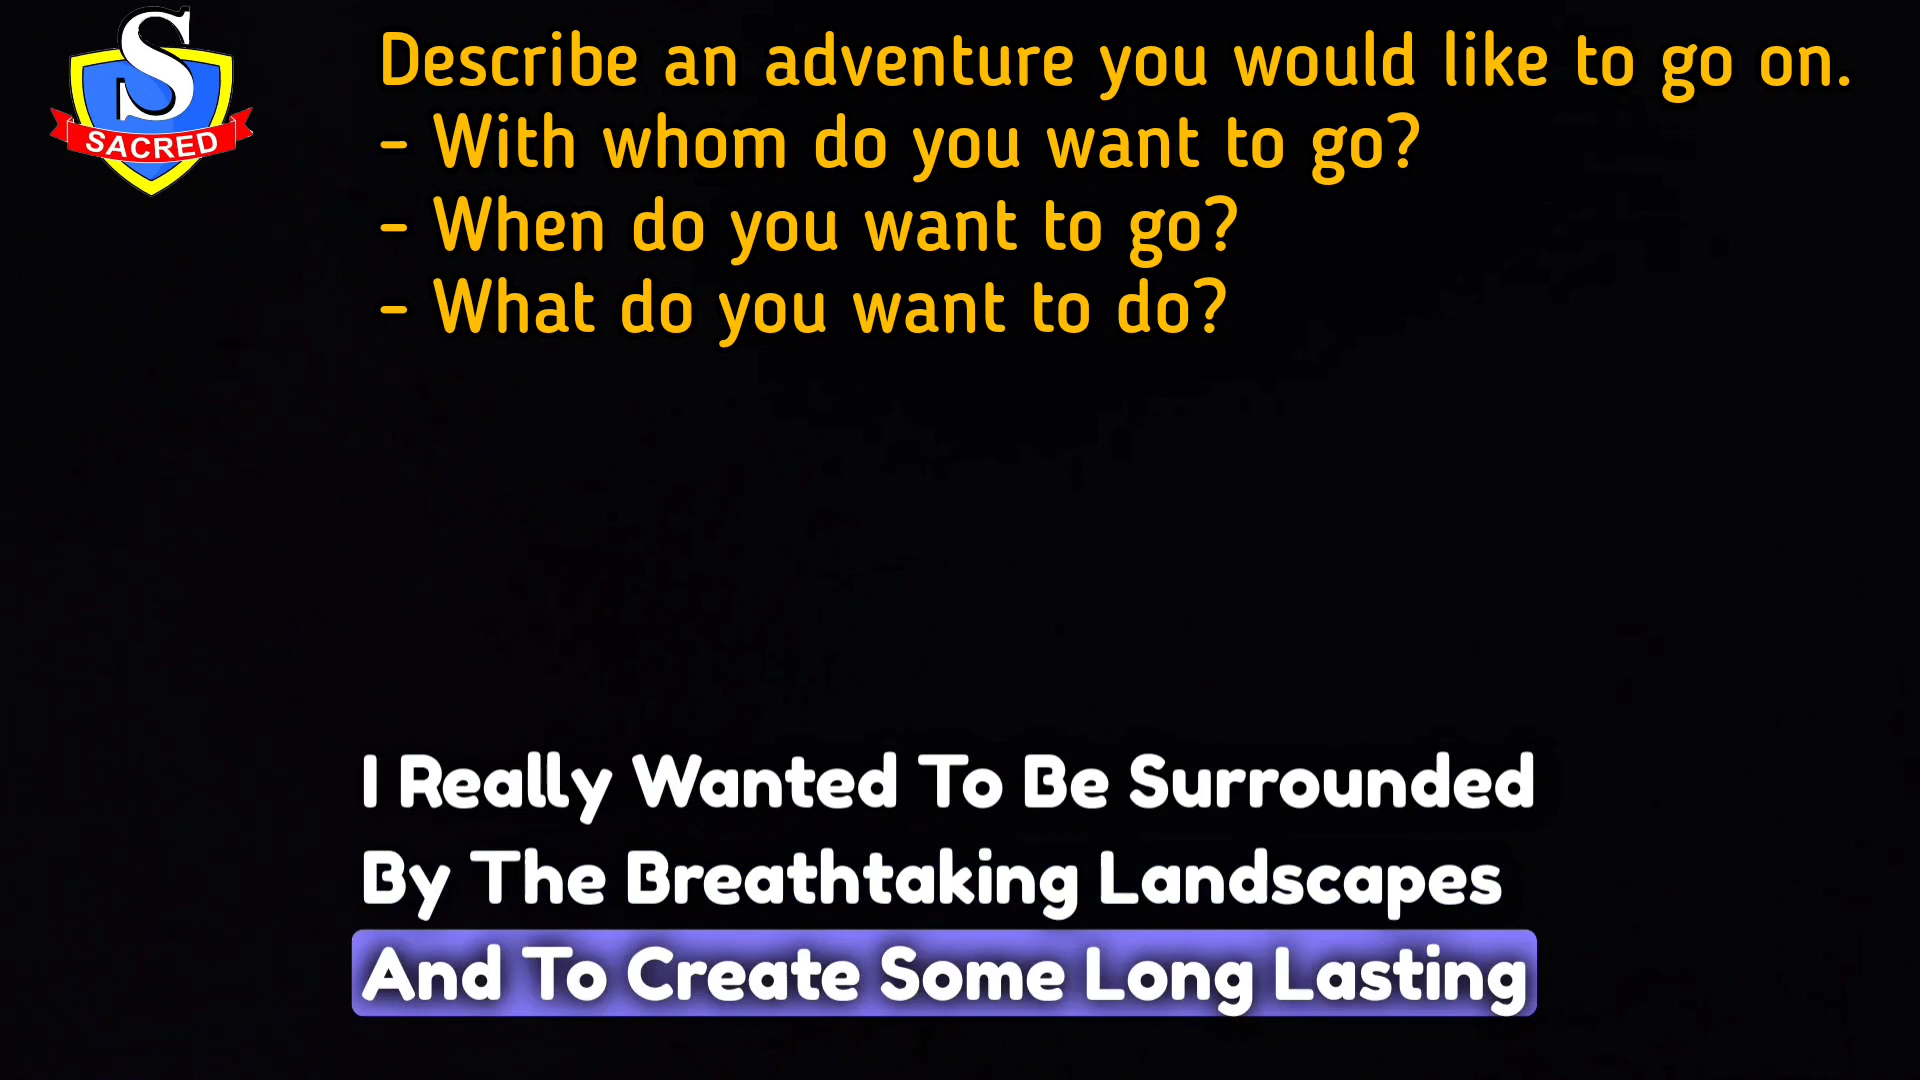 S
SACRED
Describe an adventure you would like to go on.
- With whom do you want to go?
- When do you want to go?
- What do you want to do?
I Really Wanted To Be Surrounded
By The Breathtaking Landscapes
And To Create Some Long Lasting